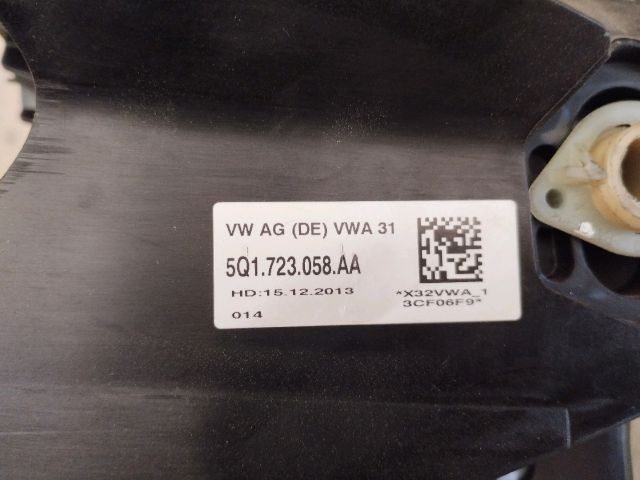 VW AG (DE) VWA 31
5Q1.723.058.AA
HD:15.12.2013
014
*X32VWA_1
3CF06F9*